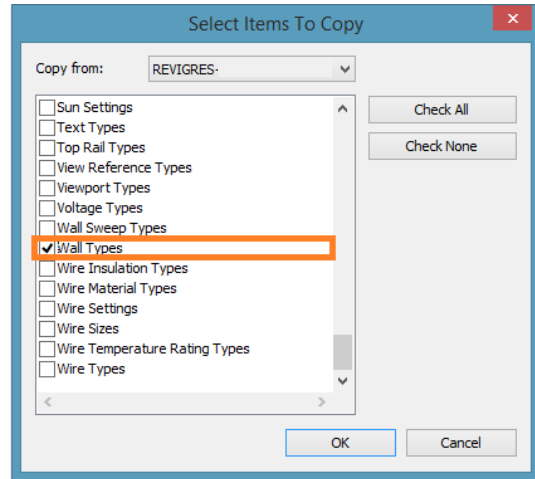 Select Items To Copy
Copy from: REVIGRES-
Sun Settings
Text Types
Top Rail Types
View Reference Types
Viewport Types
Voltage Types
Wall Sweep Types
Wall Types
Wire Insulation Types
Wire Material Types
Wire Settings
Wire Sizes
Wire Temperature Rating Types
Wire Types
Check All
Check None
OK Cancel